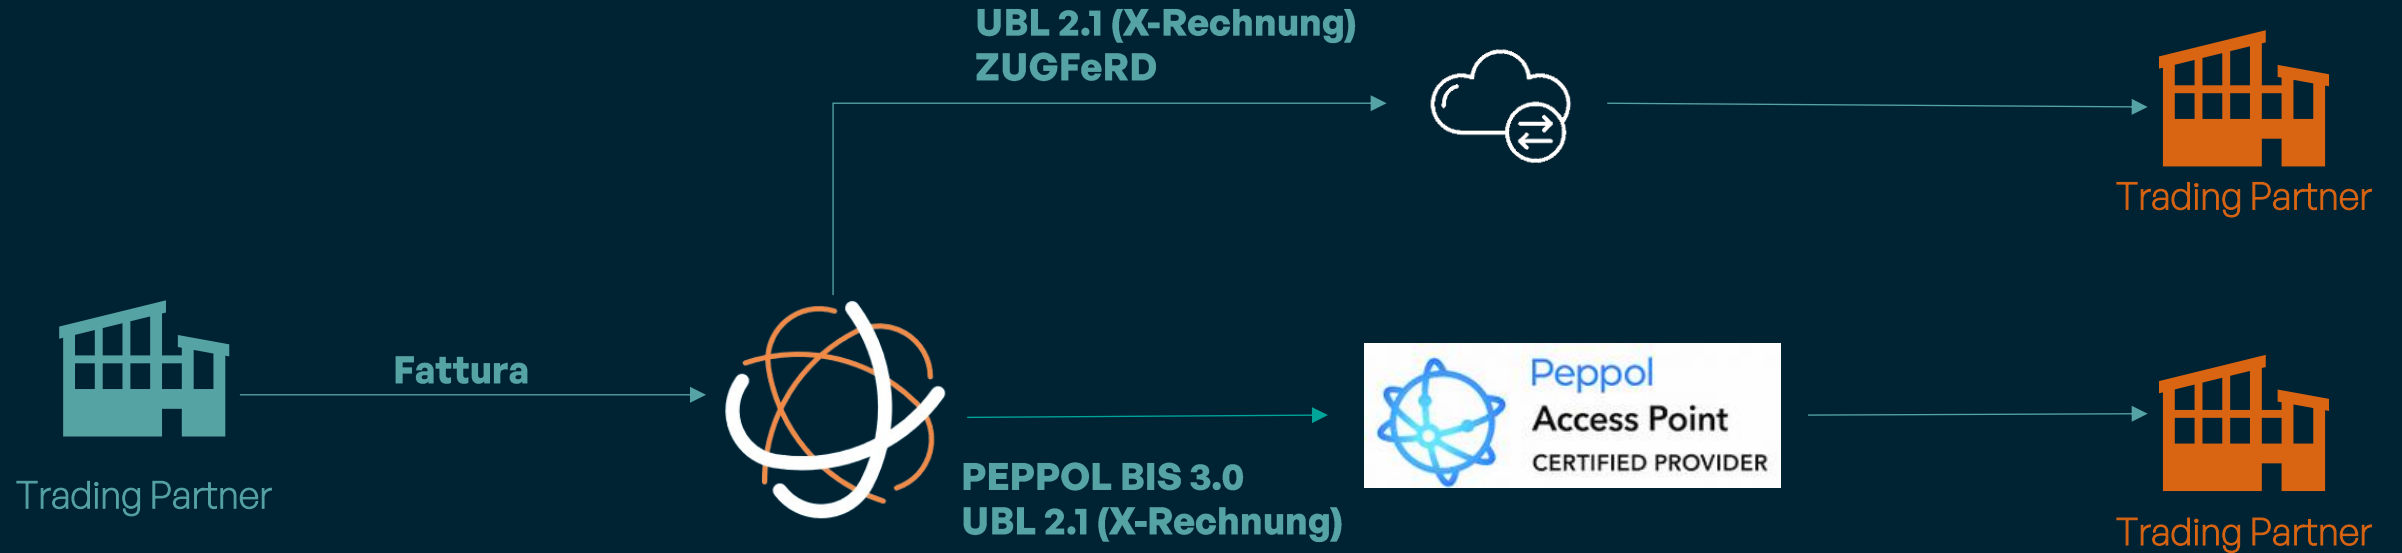 UBL 2.1 (X-Rechnung)
ZUGFeRD
Trading Partner
Fattura
Trading Partner
PEPPOL BIS 3.0
UBL 2.1 (X-Rechnung)
Peppol
Access Point
CERTIFIED PROVIDER
Trading Partner